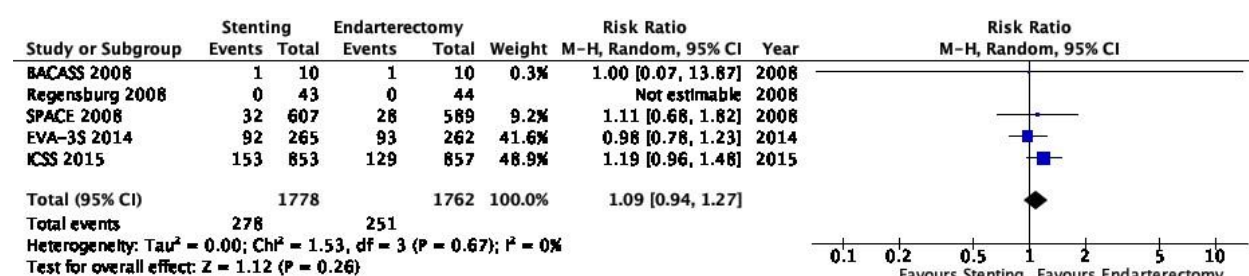 Stenting Endarterectomy Risk Ratio Risk Ratio
Study or Subgroup Events Total Events Total Weight M-H, Random, 95% CI Year M-H, Random, 95% CI
BACASS 2008 1 10 1 10 0.3% 1.00 [0.07, 13.87] 2008
Regensburg 2008 0 43 0 44 Not estimable 2008
SPACE 2008 32 607 28 589 9.2% 1.11 [0.68, 1.82] 2008
EVA-3S 2014 92 265 93 262 41.6% 0.98 [0.78, 1.23] 2014
ICSS 2015 153 853 129 857 48.9% 1.19 [0.96, 1.48] 2015
Total (95% CI) 1778 1762 100.0% 1.09 [0.94, 1.27]
Total events 278 251
Heterogeneity: Tau² = 0.00; Chi² = 1.53, df = 3 (P = 0.67); I² = 0%
Test for overall effect: Z = 1.12 (P = 0.26)
0.1 0.2 0.5 1 2 5 10
Favours Stenting Favours Endarterectomy